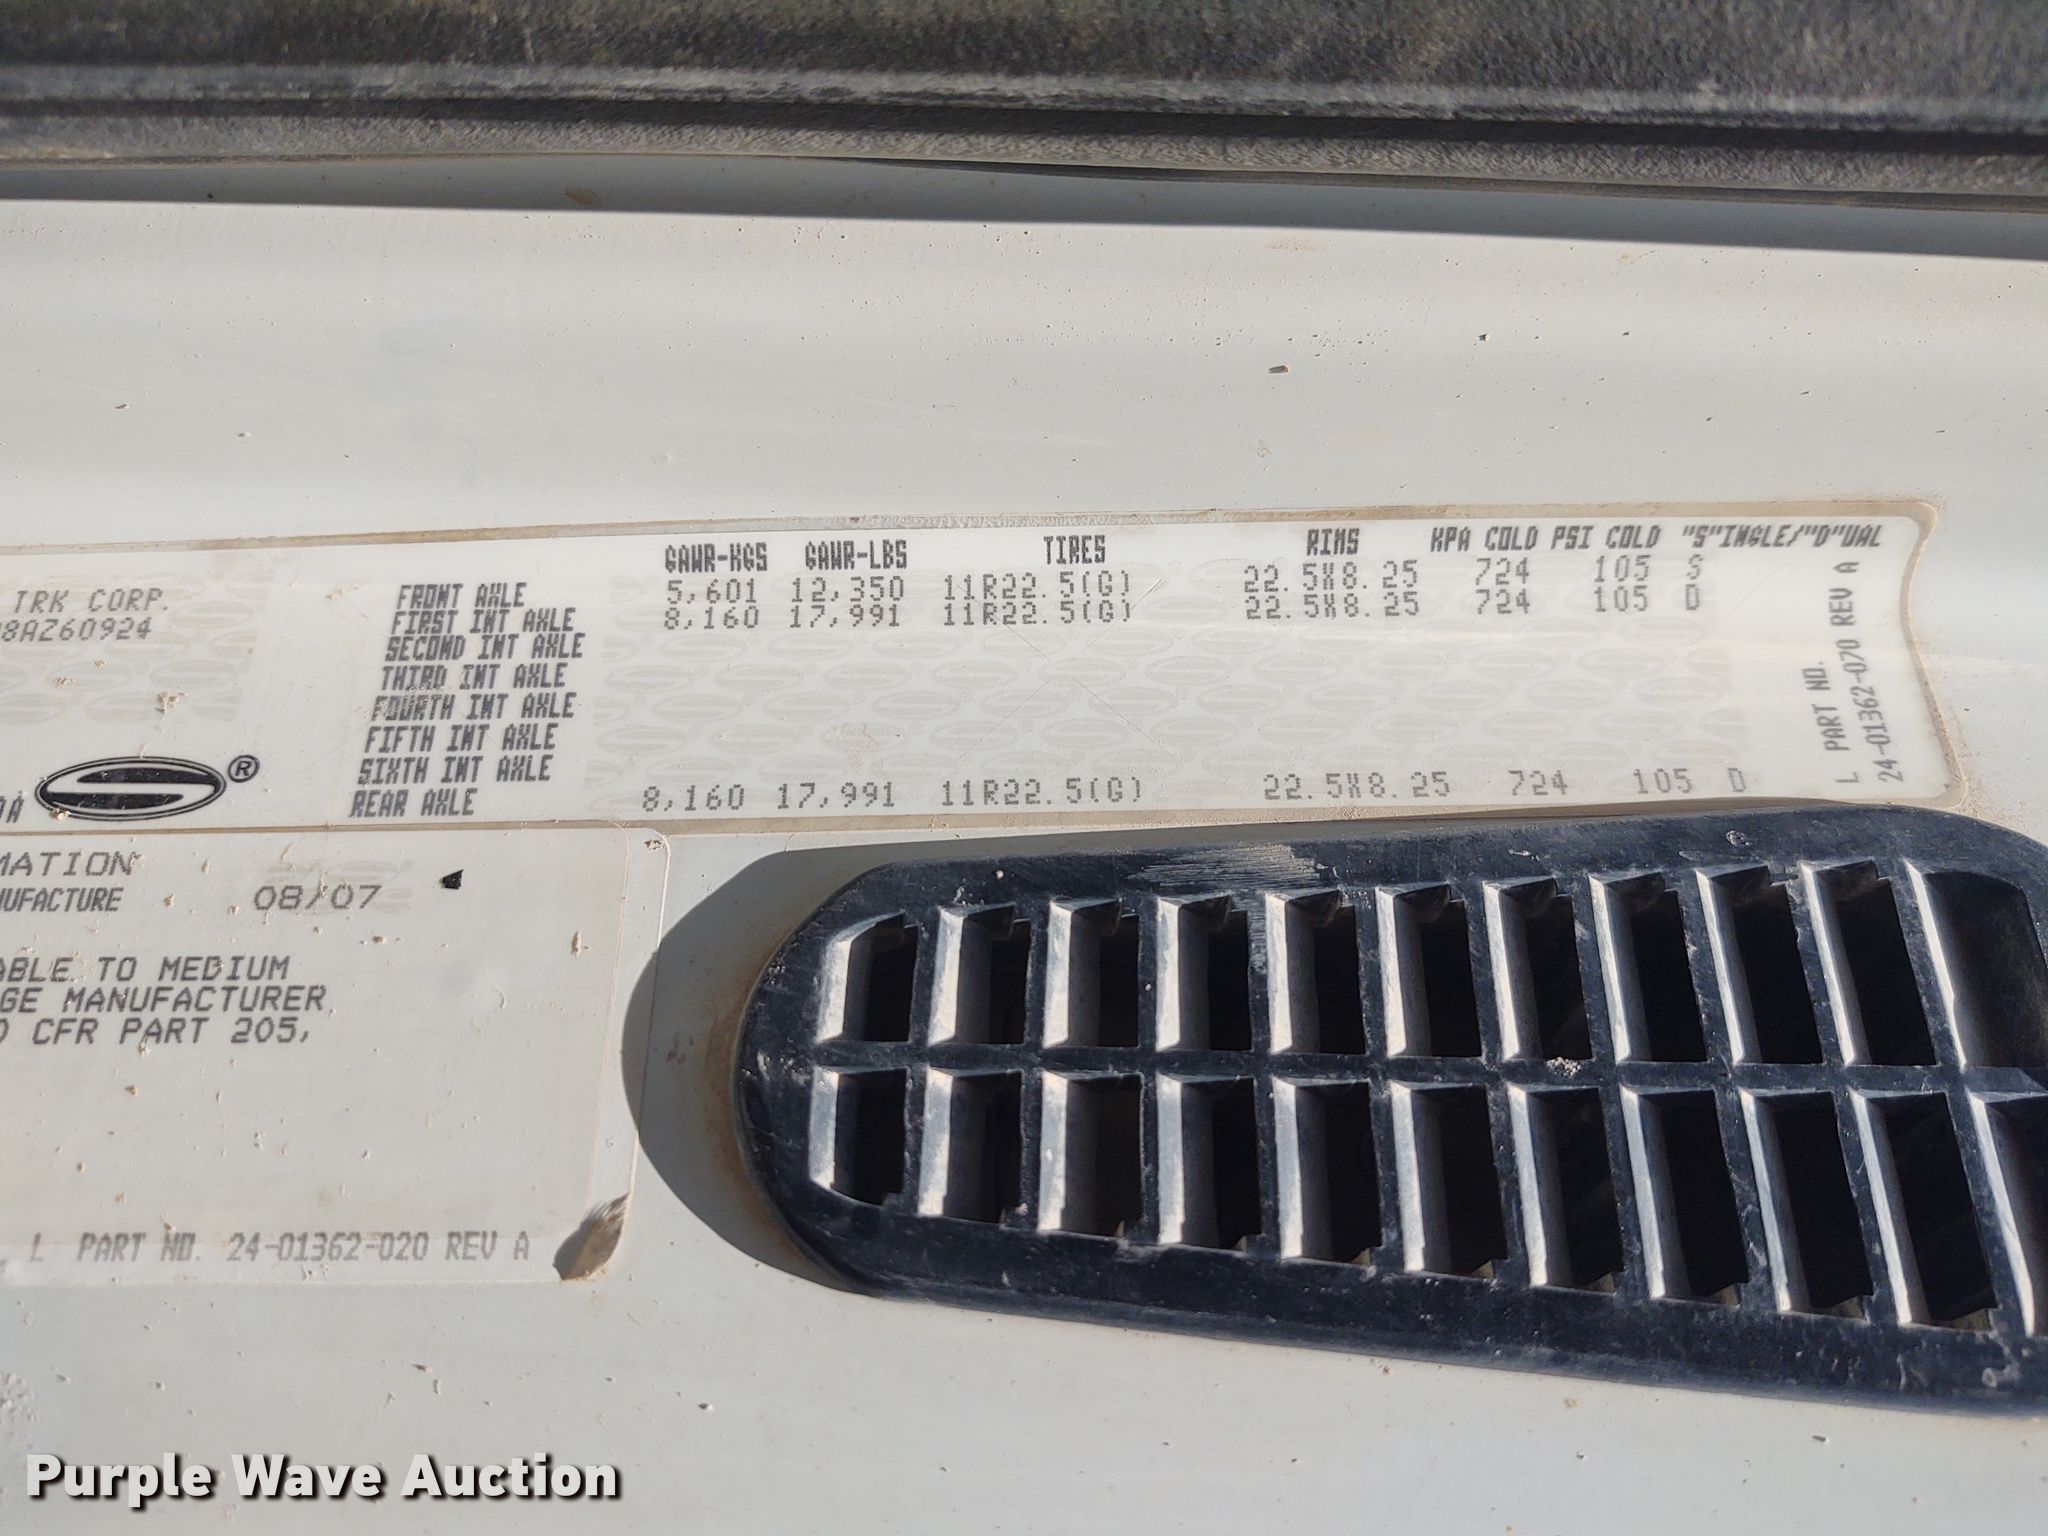 GAWR-KGS GAWR-LBS TIRES RIMS KPA COLD PSI COLD "S"INGLE/"D"UAL
FRONT AXLE 5,601 12,350 11R22.5(G) 22.5X8.25 724 105 S
FIRST INT AXLE 8,160 17,991 11R22.5(G) 22.5X8.25 724 105 D
SECOND INT AXLE
THIRD INT AXLE
FOURTH INT AXLE
FIFTH INT AXLE
SIXTH INT AXLE
REAR AXLE 8,160 17,991 11R22.5(G) 22.5X8.25 724 105 D
L PART NO.
24-01362-070 REV A
TRK CORP.
8AZ60924
®
MATION
NUFACTURE 08/07
ABLE TO MEDIUM
GE MANUFACTURER
CFR PART 205,
L PART NO. 24-01362-020 REV A
Purple Wave Auction